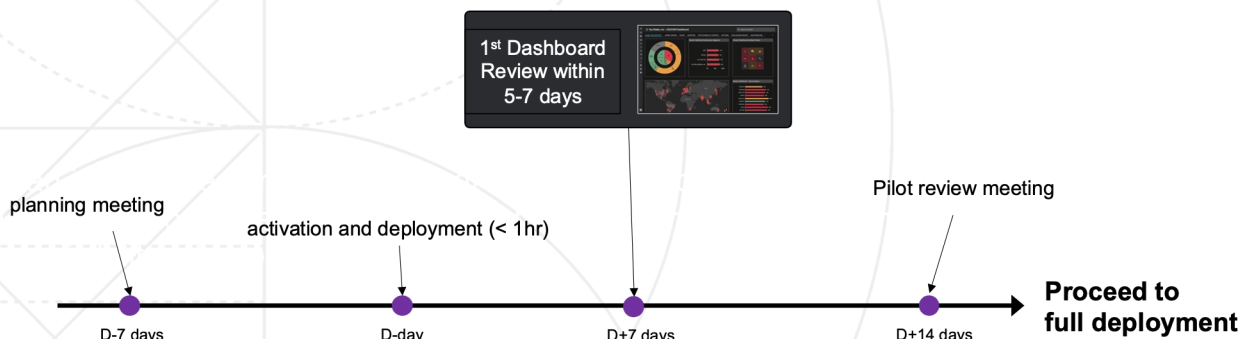 1st Dashboard
Review within
5-7 days
planning meeting
activation and deployment (< 1hr)
Pilot review meeting
Proceed to
full deployment
D-7 days
D-day
D+7 days
D+14 days